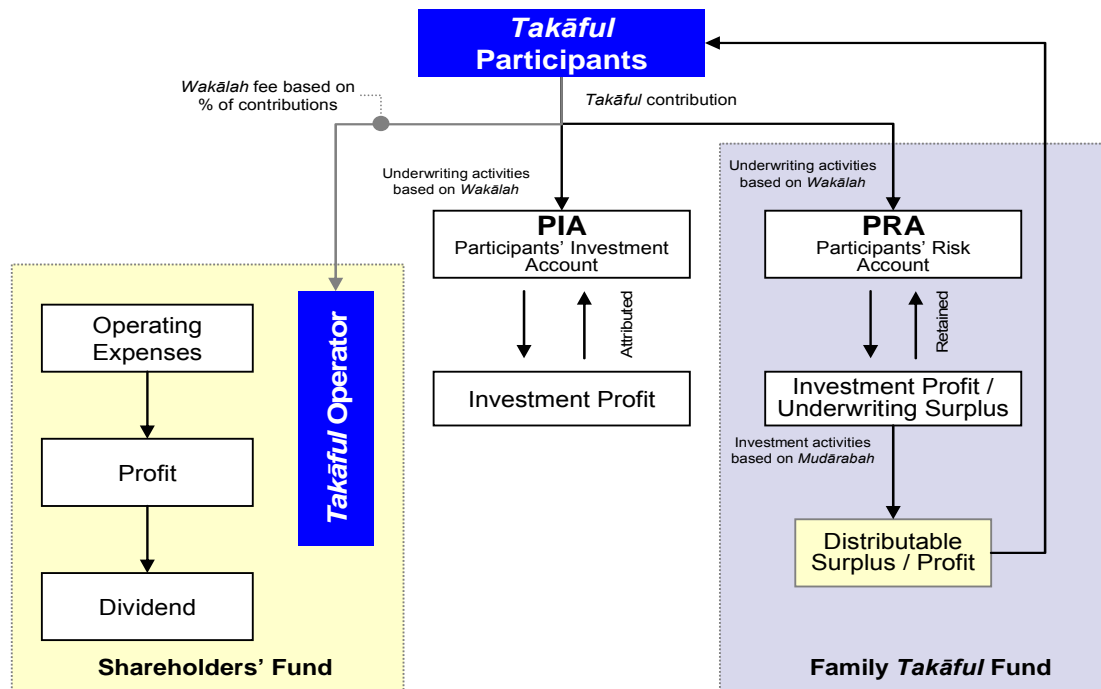 Takāful
Participants
Wakālah fee based on
% of contributions
Takāful contribution
Underwriting activities
based on Wakālah
Underwriting activities
based on Wakālah
PIA
Participants' Investment
Account
PRA
Participants' Risk
Account
Operating
Expenses
Takāful Operator
Attributed
Retained
Investment Profit
Investment Profit /
Underwriting Surplus
Investment activities
based on Mudārabah
Profit
Distributable
Surplus / Profit
Dividend
Shareholders' Fund
Family Takāful Fund